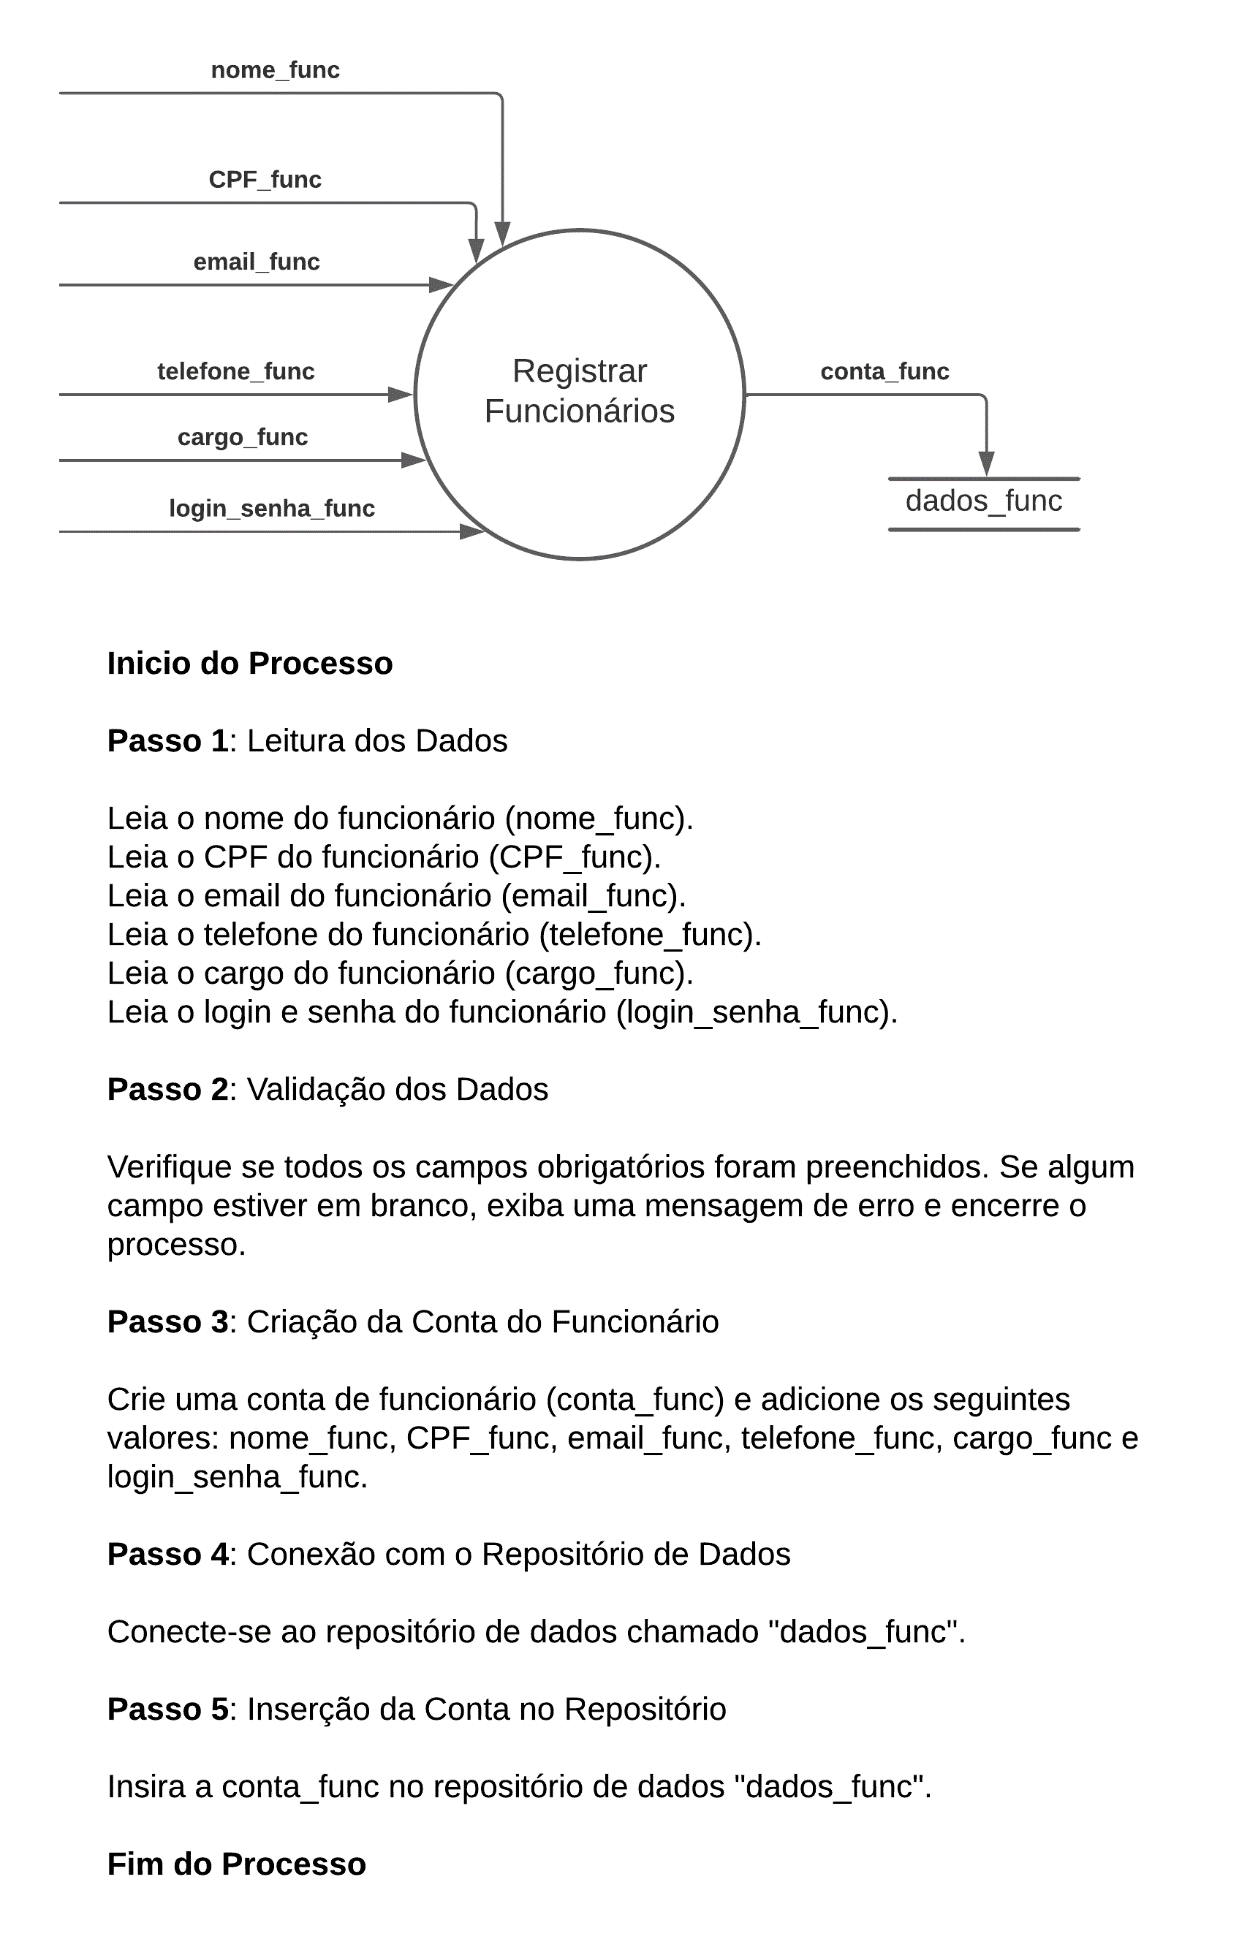 nome_func
CPF_func
email_func
telefone_func
cargo_func
login_senha_func
Registrar
Funcionários
conta_func
dados_func
Inicio do Processo
Passo 1: Leitura dos Dados
Leia o nome do funcionário (nome_func).
Leia o CPF do funcionário (CPF_func).
Leia o email do funcionário (email_func).
Leia o telefone do funcionário (telefone_func).
Leia o cargo do funcionário (cargo_func).
Leia o login e senha do funcionário (login_senha_func).
Passo 2: Validação dos Dados
Verifique se todos os campos obrigatórios foram preenchidos. Se algum
campo estiver em branco, exiba uma mensagem de erro e encerre o
processo.
Passo 3: Criação da Conta do Funcionário
Crie uma conta de funcionário (conta_func) e adicione os seguintes
valores: nome_func, CPF_func, email_func, telefone_func, cargo_func e
login_senha_func.
Passo 4: Conexão com o Repositório de Dados
Conecte-se ao repositório de dados chamado "dados_func".
Passo 5: Inserção da Conta no Repositório
Insira a conta_func no repositório de dados "dados_func".
Fim do Processo